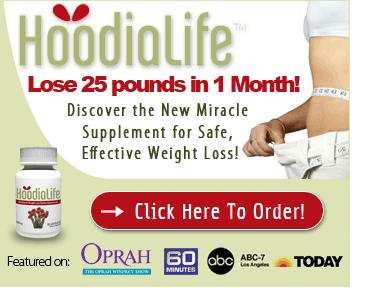 HoodiaLife™
Lose 25 pounds in 1 Month!
Discover the New Miracle
Supplement for Safe,
Effective Weight Loss!
HoodiaLife
→ Click Here To Order!
Featured on:
OPRAH
THE OPRAH WINFREY SHOW
60
MINUTES
abc
ABC-7
Los Angeles
TODAY